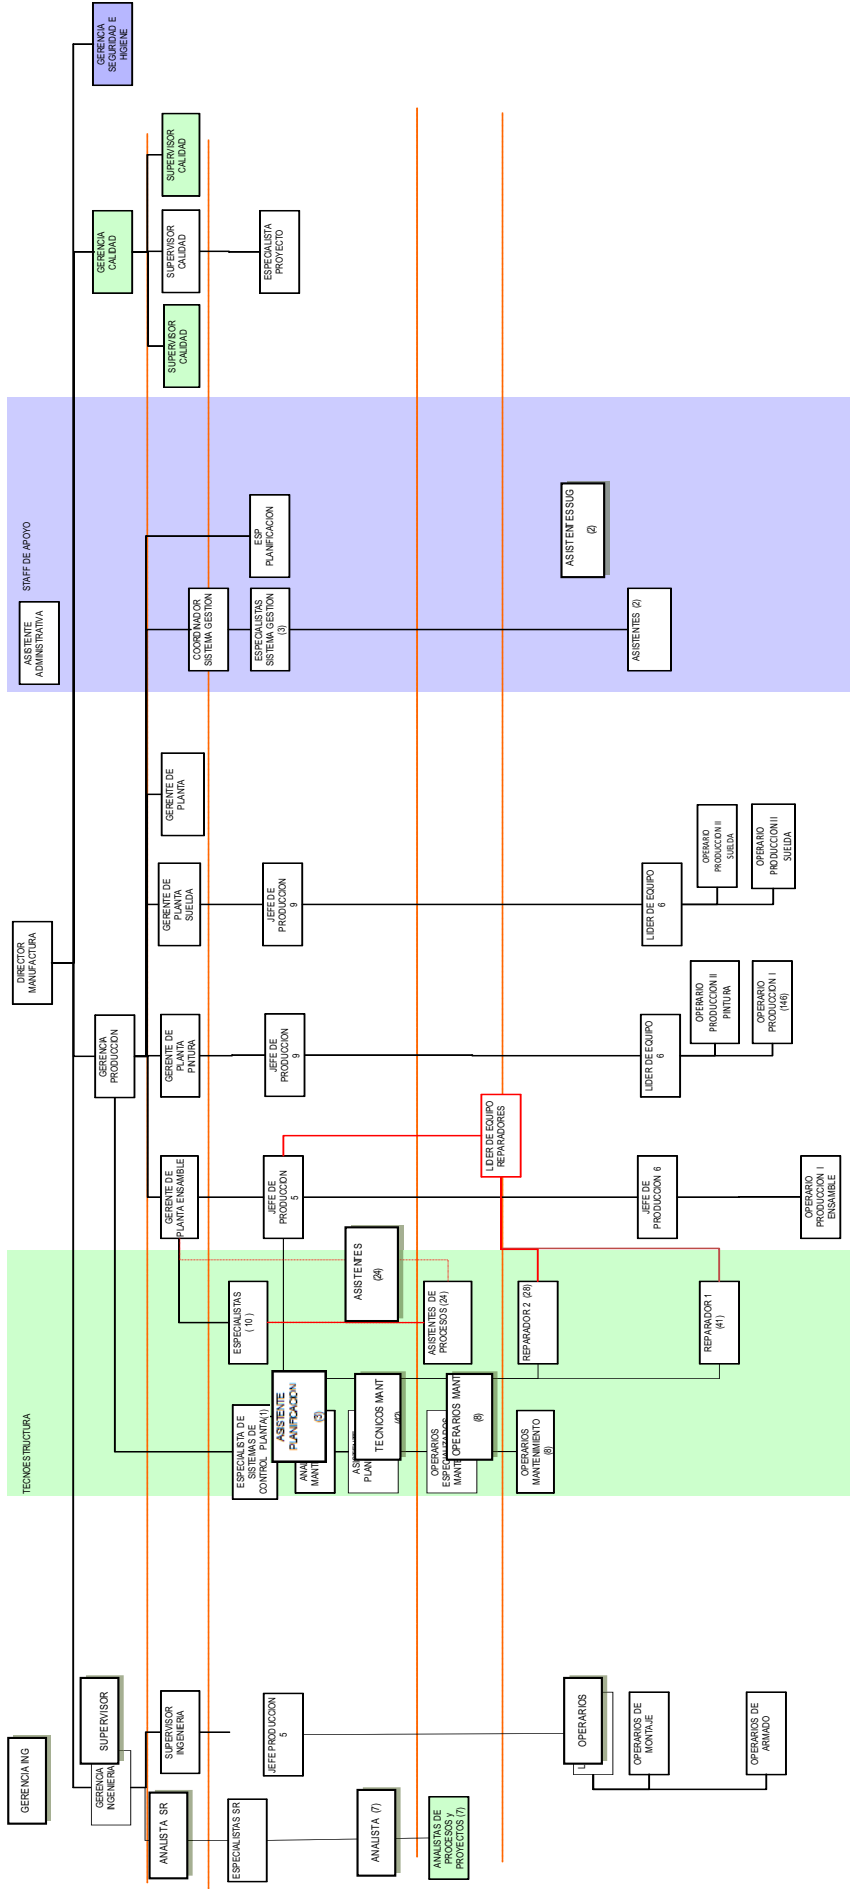 GERENCIA ING
SUPERVISOR
GERENCIA
INGENIERIA
ANALISTA SR
SUPERVISOR
INGENIERIA
ESPECIALISTAS SR
JEFE PRODUCCION
5
ANALISTA (7)
ANALISTAS DE
PROCESOS y
PROYECTOS (7)
OPERARIOS
L
OPERARIOS DE
MONTAJE
OPERARIOS DE
ARMADO
TECNOESTRUCTURA
ESPECIALISTA DE
SISTEMAS DE
CONTROL PLANTA(1)
ASISTENTE
PLANIFICACION
(3)
TECNICOS MANT
OPERARIOS MANT
(8)
OPERARIOS
ESPECIALIZADOS
OPERARIOS
MANTENIMIENTO
(8)
ESPECIALISTAS
( 10 )
ASISTENTES
(24)
ASISTENTES DE
PROCESOS (24)
REPARADOR 2 (28)
REPARADOR 1
(41)
DIRECTOR
MANUFACTURA
GERENCIA
PRODUCCION
GERENTE DE
PLANTA ENSAMBLE
JEFE DE
PRODUCCION
5
LIDER DE EQUIPO
REPARADORES
JEFE DE
PRODUCCION 6
OPERARIO
PRODUCCION I
ENSAMBLE
GERENTE DE
PLANTA
PINTURA
JEFE DE
PRODUCCION
9
LIDER DE EQUIPO
6
OPERARIO
PRODUCCION II
PINTURA
OPERARIO
PRODUCCION I
(146)
GERENTE DE
PLANTA
SUELDA
JEFE DE
PRODUCCION
9
LIDER DE EQUIPO
6
OPERARIO
PRODUCCION II
SUELDA
OPERARIO
PRODUCCION II
SUELDA
GERENTE DE
PLANTA
STAFF DE APOYO
ASISTENTE
ADMINISTRATIVA
COORDINADOR
SISTEMA GESTION
ESPECIALISTAS
SISTEMA GESTION
(3)
ASISTENTES (2)
ESP
PLANIFICACION
ASISTENTES SUG
(2)
GERENCIA
CALIDAD
SUPERVISOR
CALIDAD
SUPERVISOR
CALIDAD
SUPERVISOR
CALIDAD
ESPECIALISTA
PROYECTO
GERENCIA
SEGURIDAD E
HIGIENE